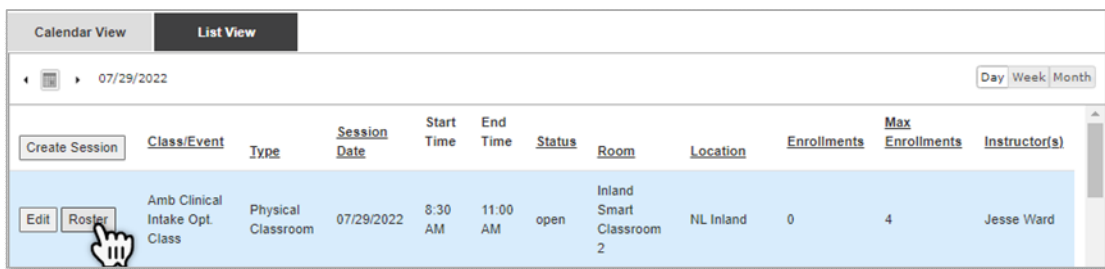 Calendar View List View
07/29/2022 Day Week Month
Create Session Class/Event Type Session Date Start Time End Time Status Room Location Enrollments Max Enrollments Instructor(s)
Edit Roster Amb Clinical Intake Opt. Class Physical Classroom 07/29/2022 8:30 AM 11:00 AM open Inland Smart Classroom 2 NL Inland 0 4 Jesse Ward